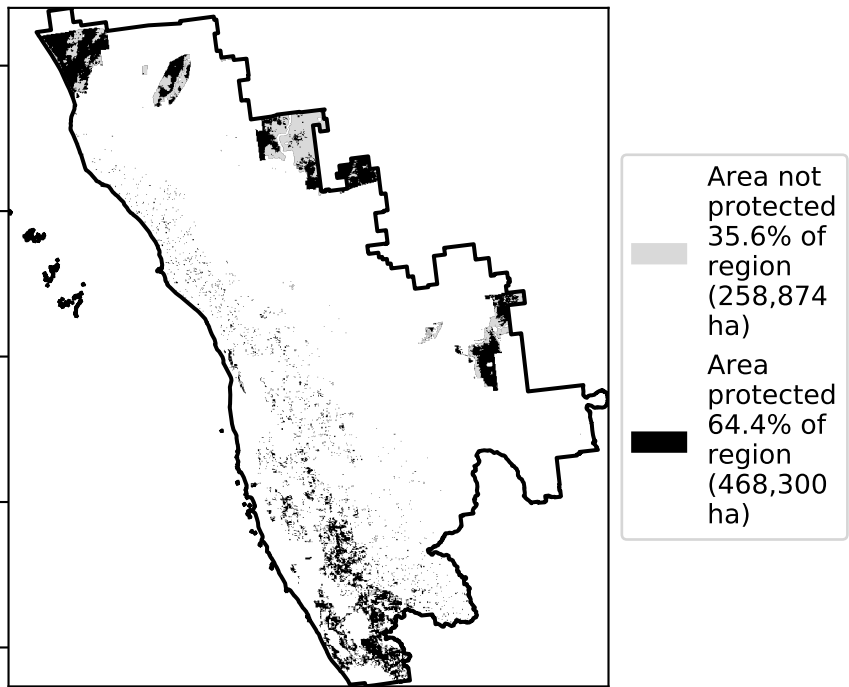 Area not
protected
35.6% of
region
(258,874
ha)
Area
protected
64.4% of
region
(468,300
ha)